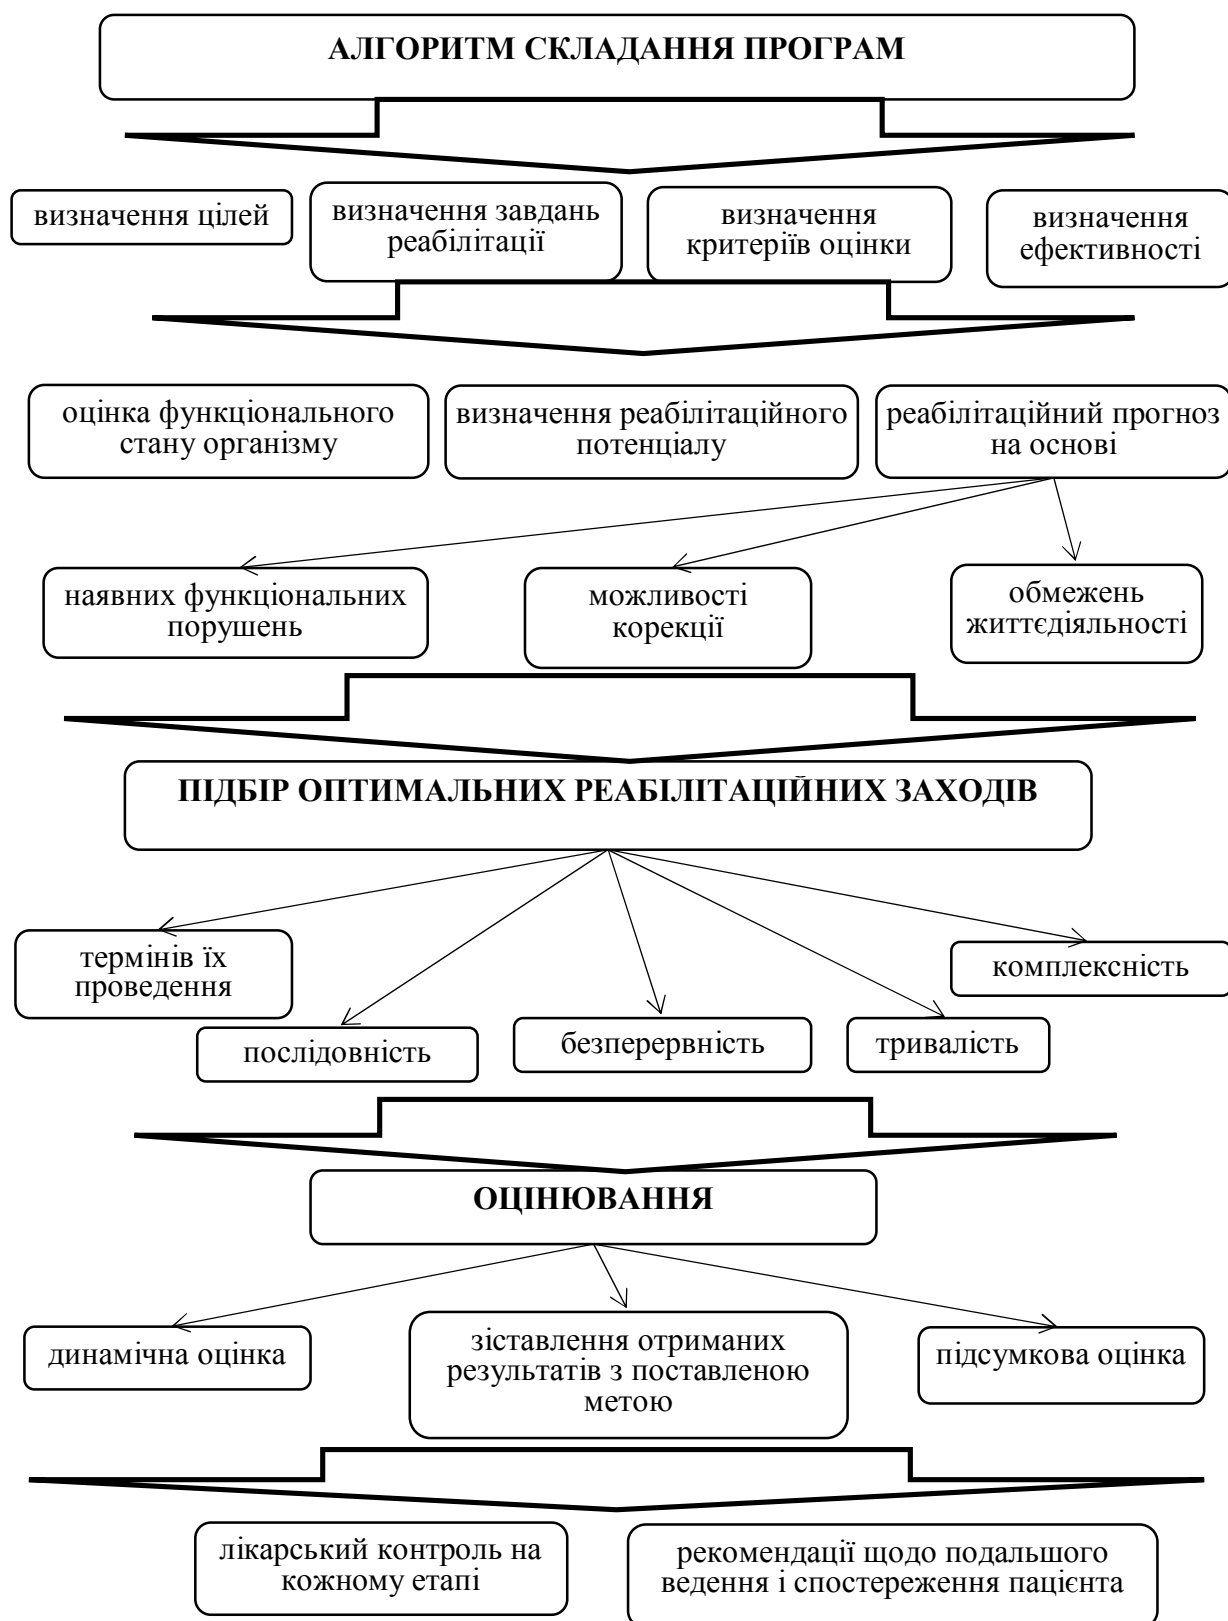 АЛГОРИТМ СКЛАДАННЯ ПРОГРАМ
визначення цілей
визначення завдань
реабілітації
визначення
критеріїв оцінки
визначення
ефективності
оцінка функціонального
стану організму
визначення реабілітаційного
потенціалу
реабілітаційний прогноз
на основі
наявних функціональних
порушень
можливості
корекції
обмежень
життєдіяльності
ПІДБІР ОПТИМАЛЬНИХ РЕАБІЛІТАЦІЙНИХ ЗАХОДІВ
термінів їх
проведення
послідовність
безперервність
тривалість
комплексність
ОЦІНЮВАННЯ
динамічна оцінка
зіставлення отриманих
результатів з поставленою
метою
підсумкова оцінка
лікарський контроль на
кожному етапі
рекомендації щодо подальшого
ведення і спостереження пацієнта